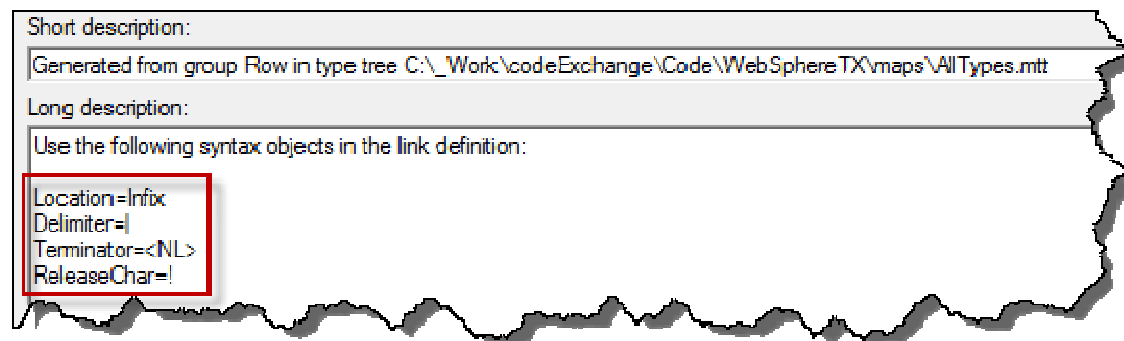 Short description:
Generated from group Row in type tree C:\_Work\codeExchange\Code\WebSphereTX\maps\AllTypes.mtt
Long description:
Use the following syntax objects in the link definition:
Location=Infix
Delimiter=|
Terminator=<NL>
ReleaseChar=!